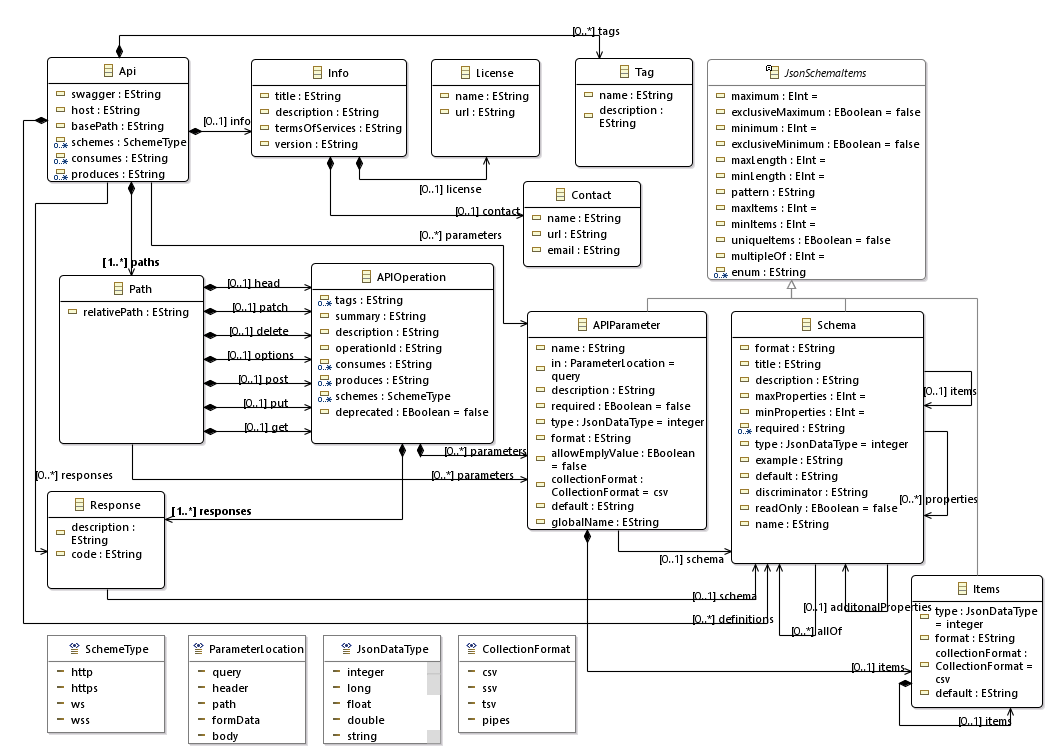 [0..*] tags
Api
swagger : EString
host : EString
basePath : EString
schemes : SchemeType
consumes : EString
produces : EString
[0..1] info
Info
title : EString
description : EString
termsOfServices : EString
version : EString
License
name : EString
url : EString
Tag
name : EString
description :
EString
JsonSchemaItems
maximum : EInt =
exclusiveMaximum : EBoolean = false
minimum : EInt =
exclusiveMinimum : EBoolean = false
maxLength : EInt =
minLength : EInt =
pattern : EString
maxItems : EInt =
minItems : EInt =
uniqueItems : EBoolean = false
multipleOf : EInt =
enum : EString
[0..1] license
[0..1] contact
Contact
name : EString
url : EString
email : EString
[0..*] parameters
[1..*] paths
Path
relativePath : EString
[0..1] head
[0..1] patch
[0..1] delete
[0..1] options
[0..1] post
[0..1] put
[0..1] get
APIOperation
tags : EString
summary : EString
description : EString
operationId : EString
consumes : EString
produces : EString
schemes : SchemeType
deprecated : EBoolean = false
APIParameter
name : EString
in : ParameterLocation =
query
description : EString
required : EBoolean = false
type : JsonDataType = integer
format : EString
allowEmplyValue : EBoolean
= false
collectionFormat :
CollectionFormat = csv
default : EString
globalName : EString
Schema
format : EString
title : EString
description : EString
maxProperties : EInt =
minProperties : EInt =
required : EString
type : JsonDataType = integer
example : EString
default : EString
discriminator : EString
readOnly : EBoolean = false
name : EString
[0..1] items
[0..*] properties
[0..*] parameters
[0..*] parameters
[0..*] responses
[1..*] responses
Response
description :
EString
code : EString
[0..1] schema
[0..1] schema
[0..*] definitions
[0..1] additonalProperties
[0..*] allOf
[0..1] items
Items
type : JsonDataType
= integer
format : EString
collectionFormat :
CollectionFormat =
csv
default : EString
[0..1] items
SchemeType
http
https
ws
wss
ParameterLocation
query
header
path
formData
body
JsonDataType
integer
long
float
double
string
CollectionFormat
csv
ssv
tsv
pipes